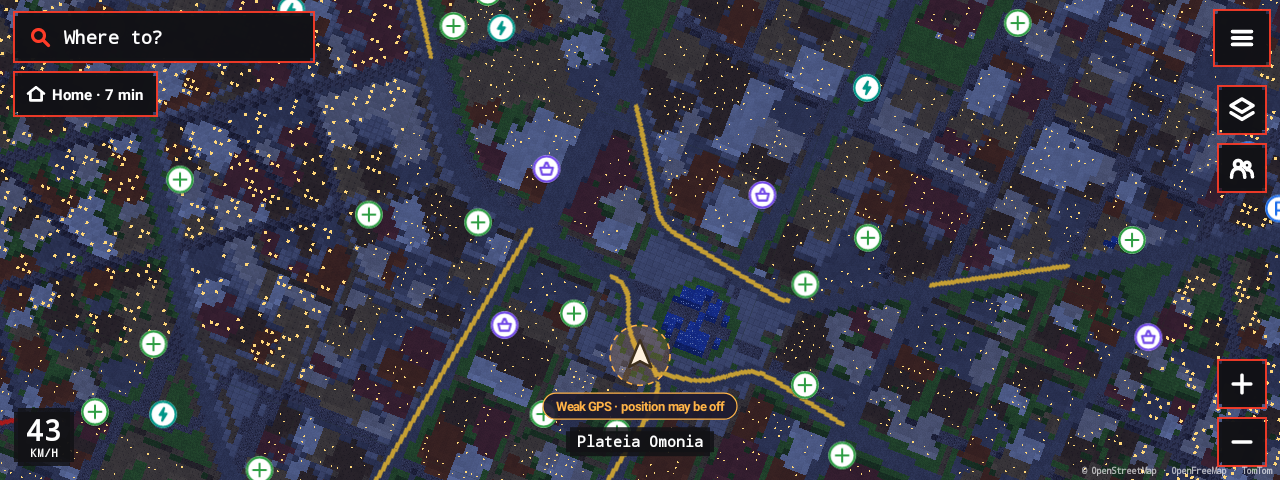 Where to?
Home · 7 min
Weak GPS · position may be off
43
KM/H
Plateia Omonia
© OpenStreetMap · OpenFreeMap · TomTom